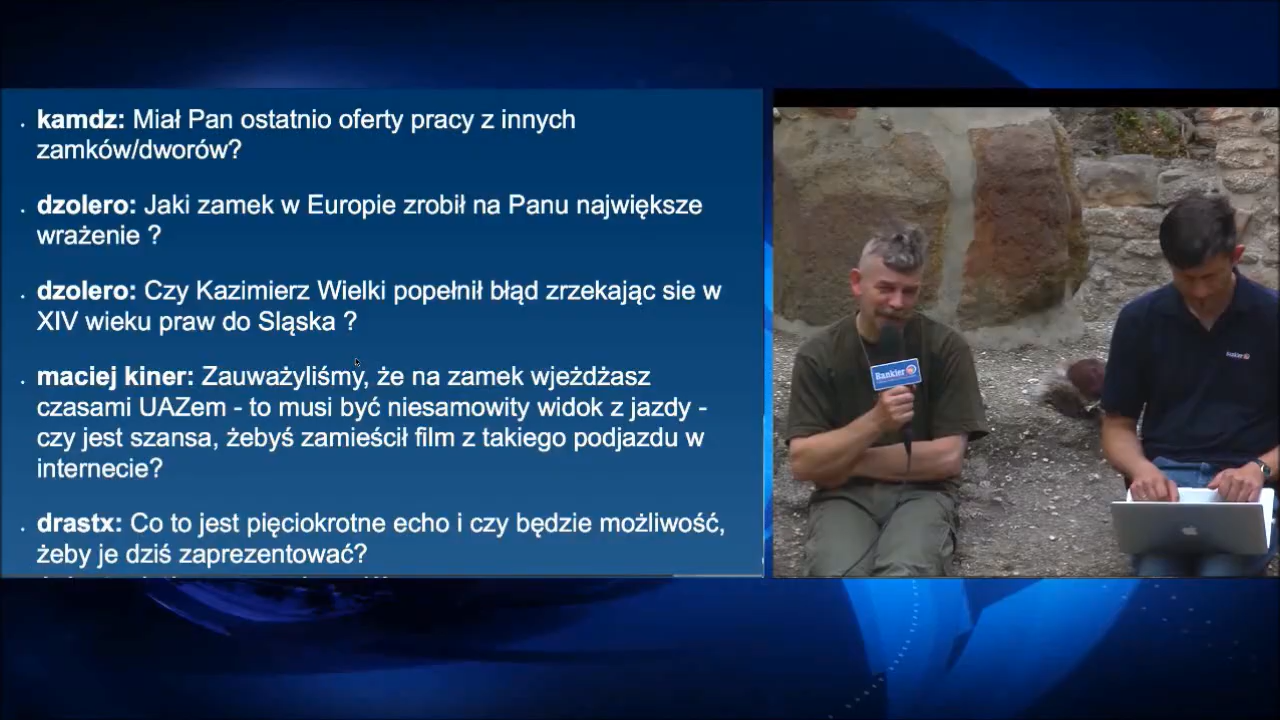 kamdz: Miał Pan ostatnio oferty pracy z innych
zamków/dworów?
dzolero: Jaki zamek w Europie zrobił na Panu największe
wrażenie ?
dzolero: Czy Kazimierz Wielki popełnił błąd zrzekając sie w
XIV wieku praw do Sląska ?
maciej kiner: Zauważyliśmy, że na zamek wjeżdżasz
czasami UAZem - to musi być niesamowity widok z jazdy -
czy jest szansa, żebyś zamieścił film z takiego podjazdu w
internecie?
drastx: Co to jest pięciokrotne echo i czy będzie możliwość,
żeby je dziś zaprezentować?
Bankier
Bankier